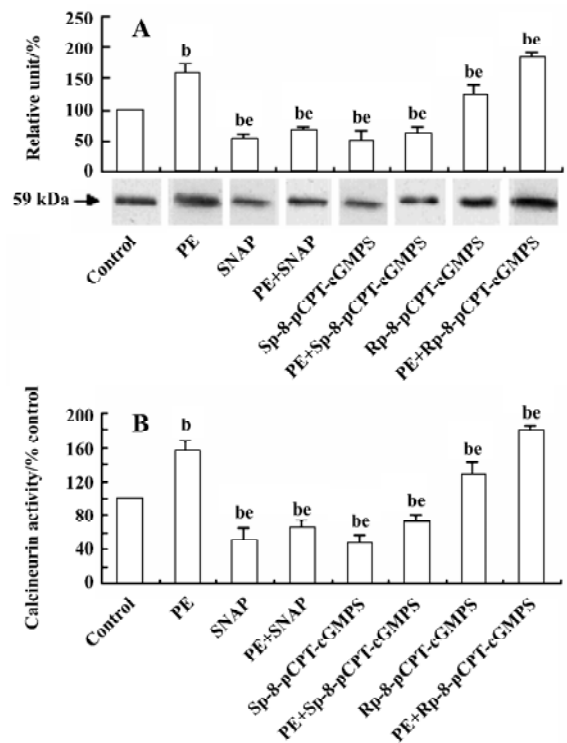 A
Relative unit/%
250
200
150
100
50
0
b
be
be
be
be
be
be
59 kDa
Control
PE
SNAP
PE+SNAP
Sp-8-pCPT-cGMPS
PE+Sp-8-pCPT-cGMPS
Rp-8-pCPT-cGMPS
PE+Rp-8-pCPT-cGMPS
B
Calcineurin activity/% control
200
160
120
80
40
0
b
be
be
be
be
be
be
Control
PE
SNAP
PE+SNAP
Sp-8-pCPT-cGMPS
PE+Sp-8-pCPT-cGMPS
Rp-8-pCPT-cGMPS
PE+Rp-8-pCPT-cGMPS